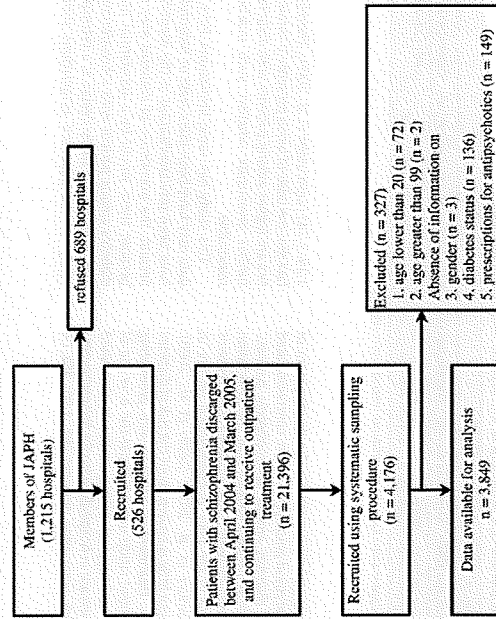 Members of JAPH
(1,215 hospitals)
refused 689 hospitals
Recruited
(526 hospitals)
Patients with schizophrenia discarged
between April 2004 and March 2005,
and continuing to receive outpatient
treatment
(n = 21,396)
Recruited using systematic sampling
procedure
(n = 4,176)
Excluded (n = 327)
1. age lower than 20 (n = 72)
2. age greater than 99 (n = 2)
Absence of information on
3. gender (n = 3)
4. diabetes status (n = 136)
5. prescriptions for antipsychotics (n = 149)
Data available for analysis
n = 3,849